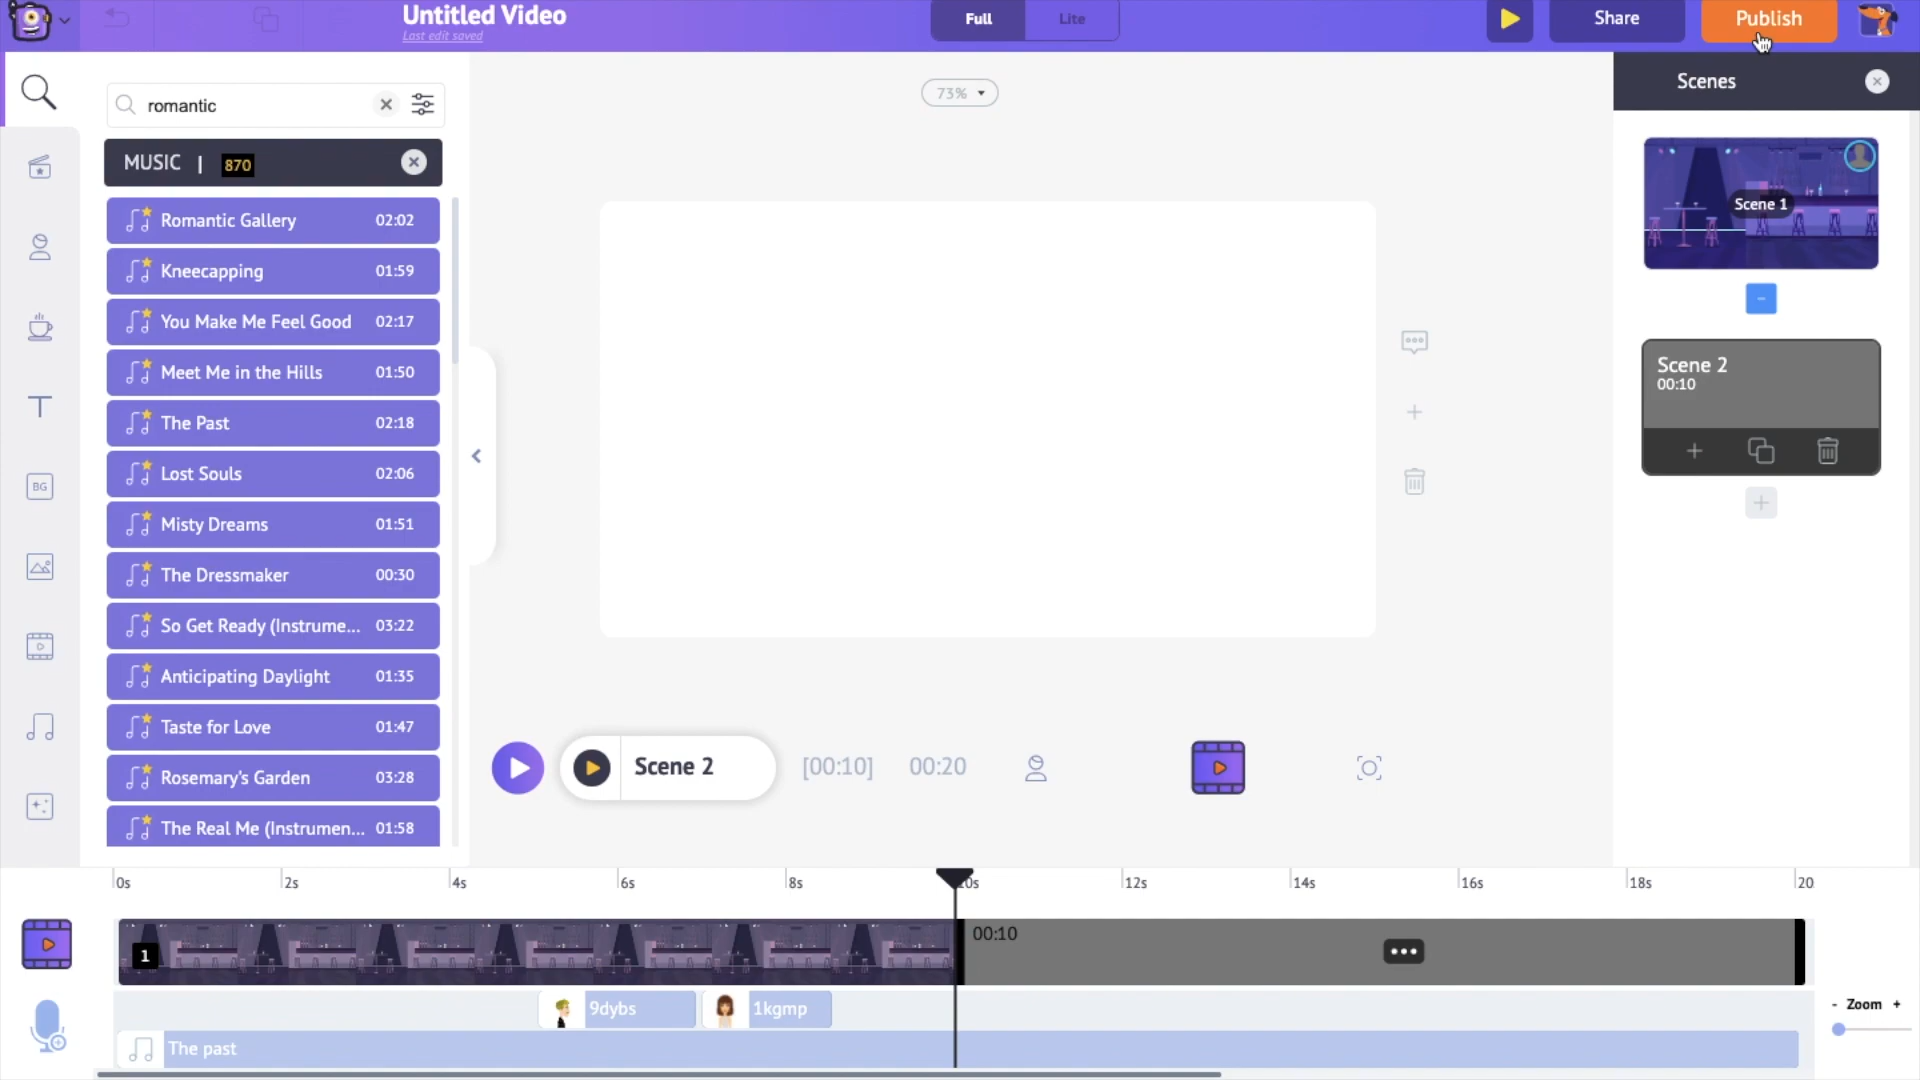 Untitled Video
Last edit saved
Full
Lite
Share
Publish
romantic
MUSIC | 870
Romantic Gallery 02:02
Kneecapping 01:59
You Make Me Feel Good 02:17
Meet Me in the Hills 01:50
The Past 02:18
Lost Souls 02:06
Misty Dreams 01:51
The Dressmaker 00:30
So Get Ready (Instrume... 03:22
Anticipating Daylight 01:35
Taste for Love 01:47
Rosemary's Garden 03:28
The Real Me (Instrumen... 01:58
BG
73%
Scenes
Scene 1
Scene 2
00:10
Scene 2
[00:10] 00:20
0s 2s 4s 6s 8s 10s 12s 14s 16s 18s 20
1
00:10
9dybs
1kgmp
The past
- Zoom +